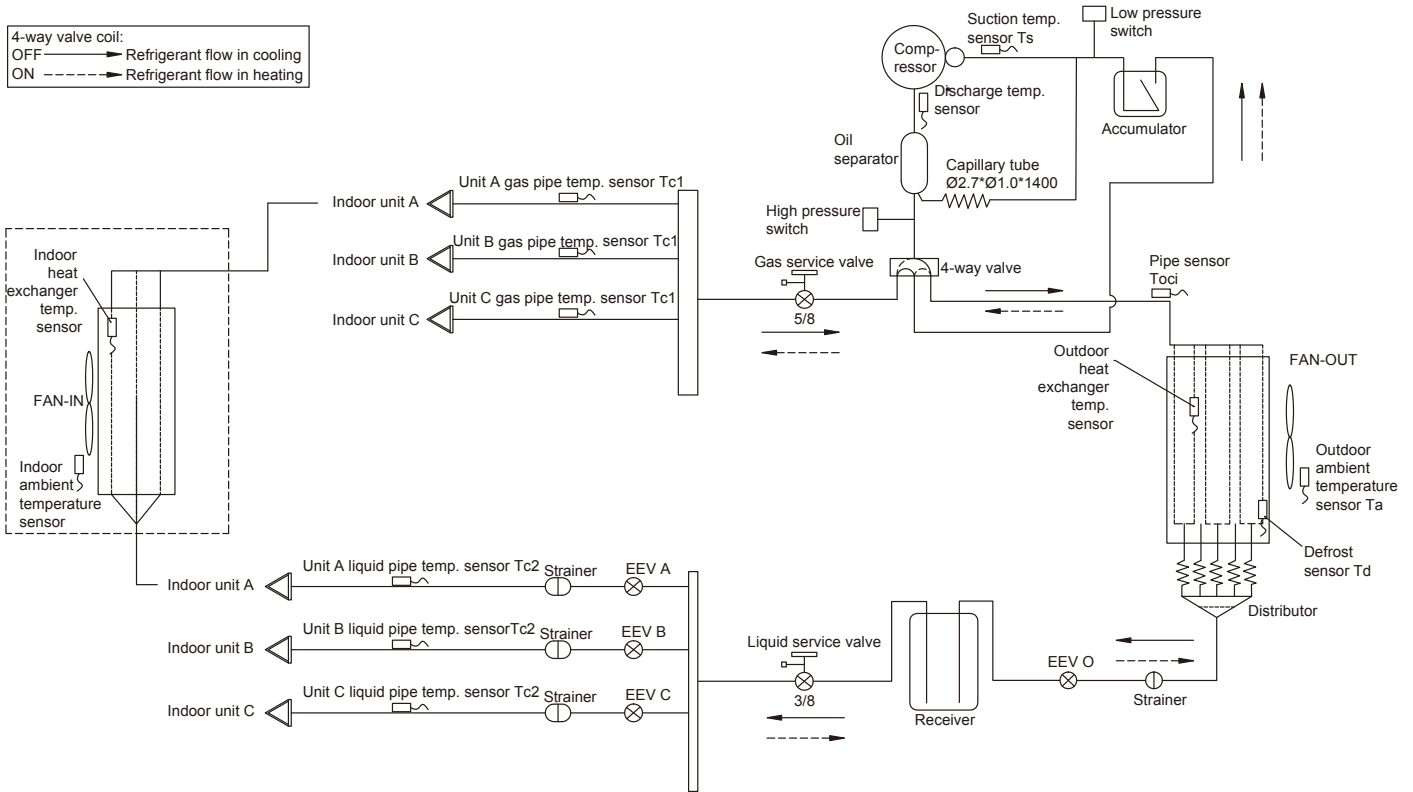 4-way valve coil:
OFF Refrigerant flow in cooling
ON Refrigerant flow in heating
Suction temp.
sensor Ts
Low pressure
switch
Comp-
ressor
Discharge temp.
sensor
Accumulator
Oil
separator
Capillary tube
Ø2.7*Ø1.0*1400
High pressure
switch
Gas service valve
5/8
4-way valve
Pipe sensor
Toci
Unit A gas pipe temp. sensor Tc1
Indoor unit A
Unit B gas pipe temp. sensor Tc1
Indoor unit B
Unit C gas pipe temp. sensor Tc1
Indoor unit C
Indoor
heat
exchanger
temp.
sensor
FAN-IN
Indoor
ambient
temperature
sensor
Outdoor
heat
exchanger
temp.
sensor
FAN-OUT
Outdoor
ambient
temperature
sensor Ta
Defrost
sensor Td
Distributor
Unit A liquid pipe temp. sensor Tc2
Strainer
EEV A
Indoor unit A
Unit B liquid pipe temp. sensorTc2
Strainer
EEV B
Indoor unit B
Unit C liquid pipe temp. sensor Tc2
Strainer
EEV C
Indoor unit C
Liquid service valve
3/8
Receiver
EEV O
Strainer